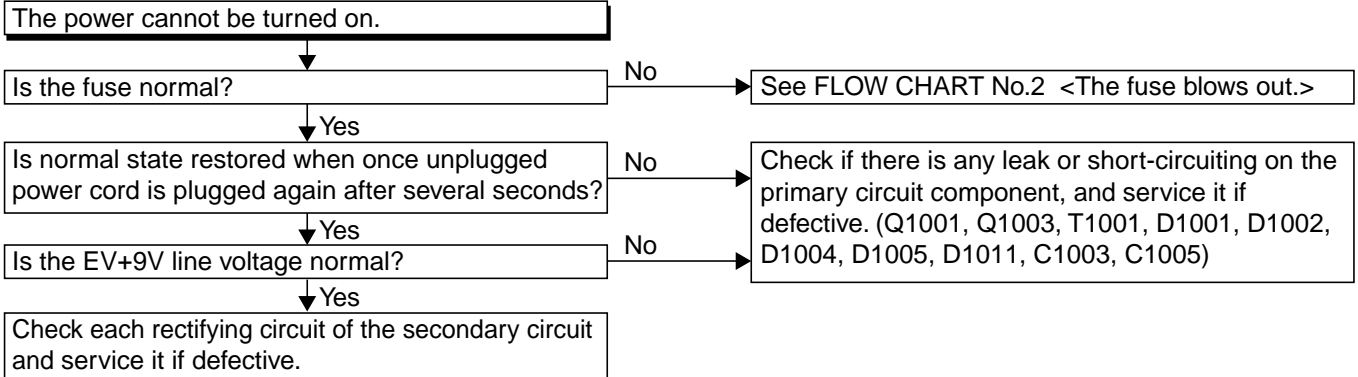 The power cannot be turned on.
Is the fuse normal?
No
See FLOW CHART No.2 <The fuse blows out.>
Yes
Is normal state restored when once unplugged
power cord is plugged again after several seconds?
No
Check if there is any leak or short-circuiting on the
primary circuit component, and service it if
defective. (Q1001, Q1003, T1001, D1001, D1002,
D1004, D1005, D1011, C1003, C1005)
Yes
Is the EV+9V line voltage normal?
No
Yes
Check each rectifying circuit of the secondary circuit
and service it if defective.